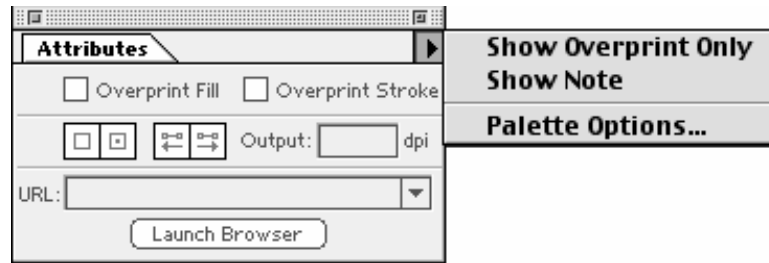 Attributes
Show Overprint Only
Show Note
Palette Options...
Overprint Fill Overprint Stroke
Output: dpi
URL:
Launch Browser